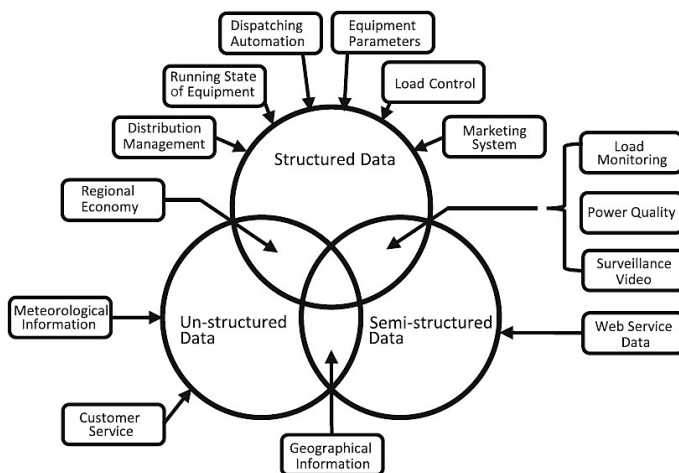 Dispatching
Automation
Equipment
Parameters
Running State
of Equipment
Load Control
Distribution
Management
Marketing
System
Structured Data
Load
Monitoring
Regional
Economy
Power Quality
Surveillance
Video
Meteorological
Information
Un-structured
Data
Semi-structured
Data
Web Service
Data
Customer
Service
Geographical
Information